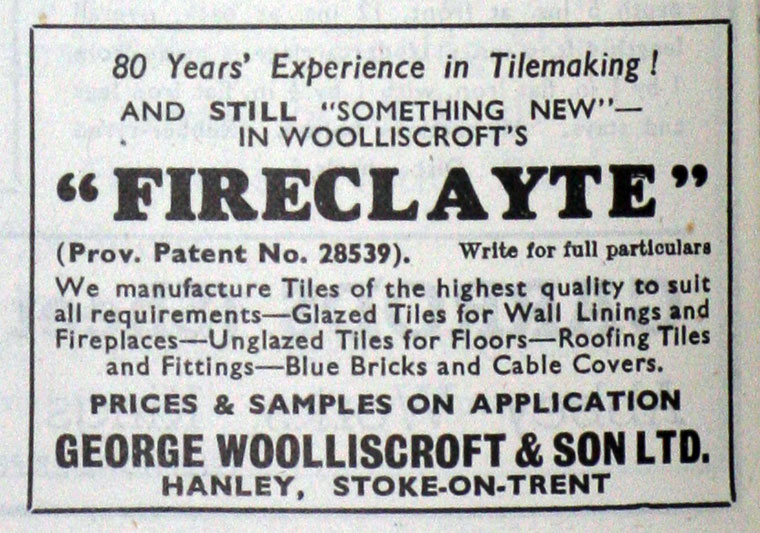 80 Years' Experience in Tilemaking!
AND STILL "SOMETHING NEW"—
IN WOOLLISCROFT'S
"FIRECLAYTE"
(Prov. Patent No. 28539). Write for full particulars
We manufacture Tiles of the highest quality to suit
all requirements—Glazed Tiles for Wall Linings and
Fireplaces—Unglazed Tiles for Floors—Roofing Tiles
and Fittings—Blue Bricks and Cable Covers.
PRICES & SAMPLES ON APPLICATION
GEORGE WOOLLISCROFT & SON LTD.
HANLEY, STOKE-ON-TRENT